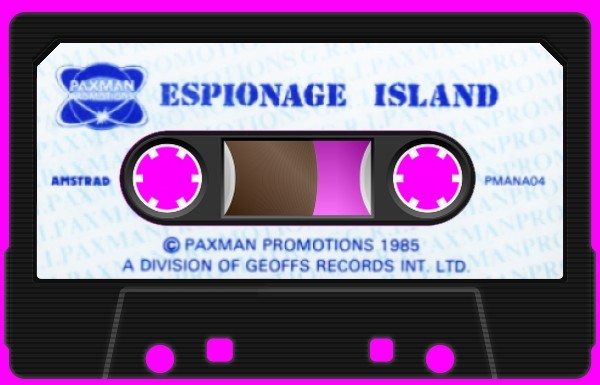 PAXMAN
PROMOTIONS
ESPIONAGE ISLAND
AMSTRAD
PMANA04
© PAXMAN PROMOTIONS 1985
A DIVISION OF GEOFFS RECORDS INT. LTD.